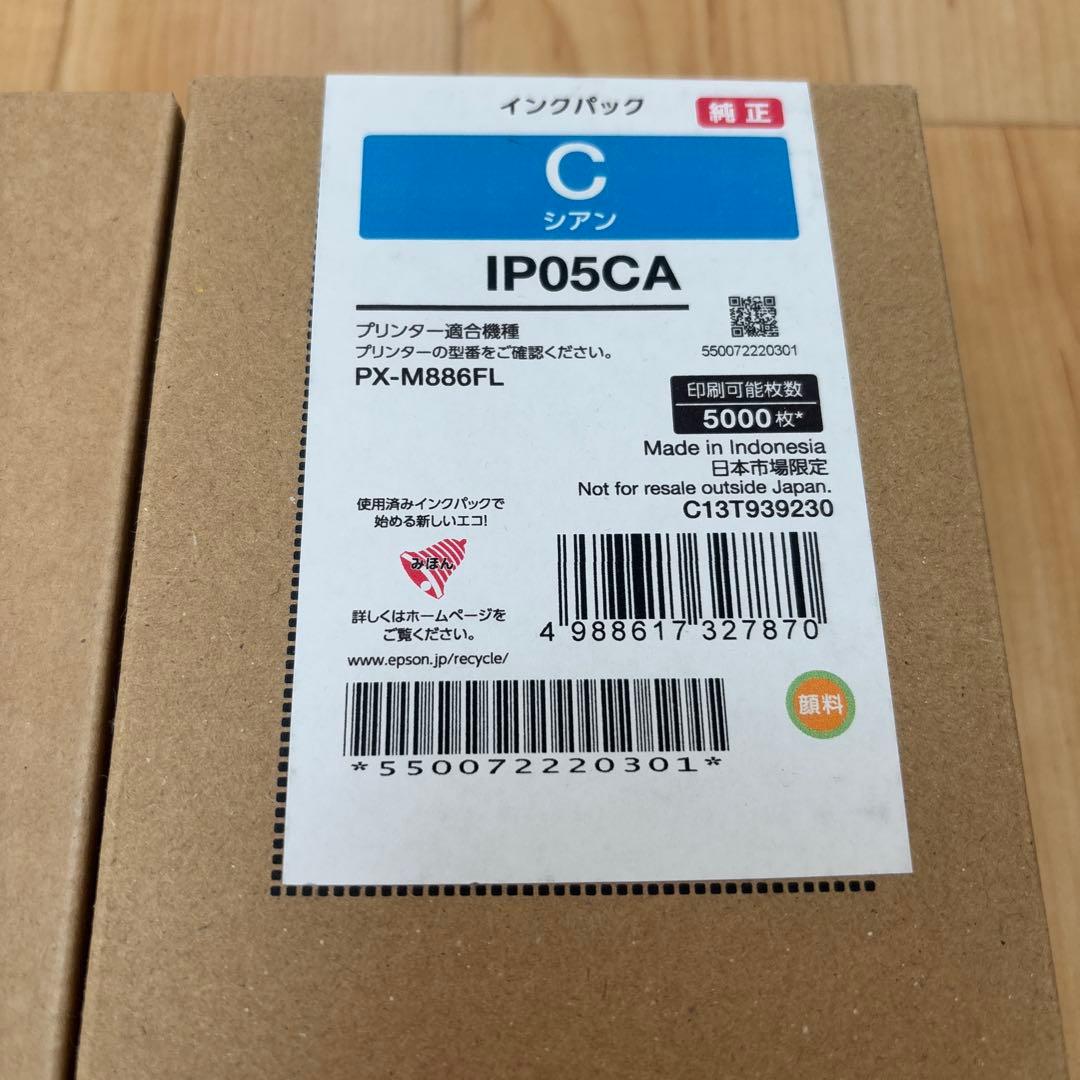 インクパック
純正
C
シアン
IP05CA
プリンター適合機種
プリンターの型番をご確認ください。
PX-M886FL
550072220301
印刷可能枚数
5000枚*
Made in Indonesia
日本市場限定
Not for resale outside Japan.
C13T939230
使用済みインクパックで
始める新しいエコ!
みほん
詳しくはホームページを
ご覧ください。
www.epson.jp/recycle/
4 988617 327870
顔料
*550072220301*